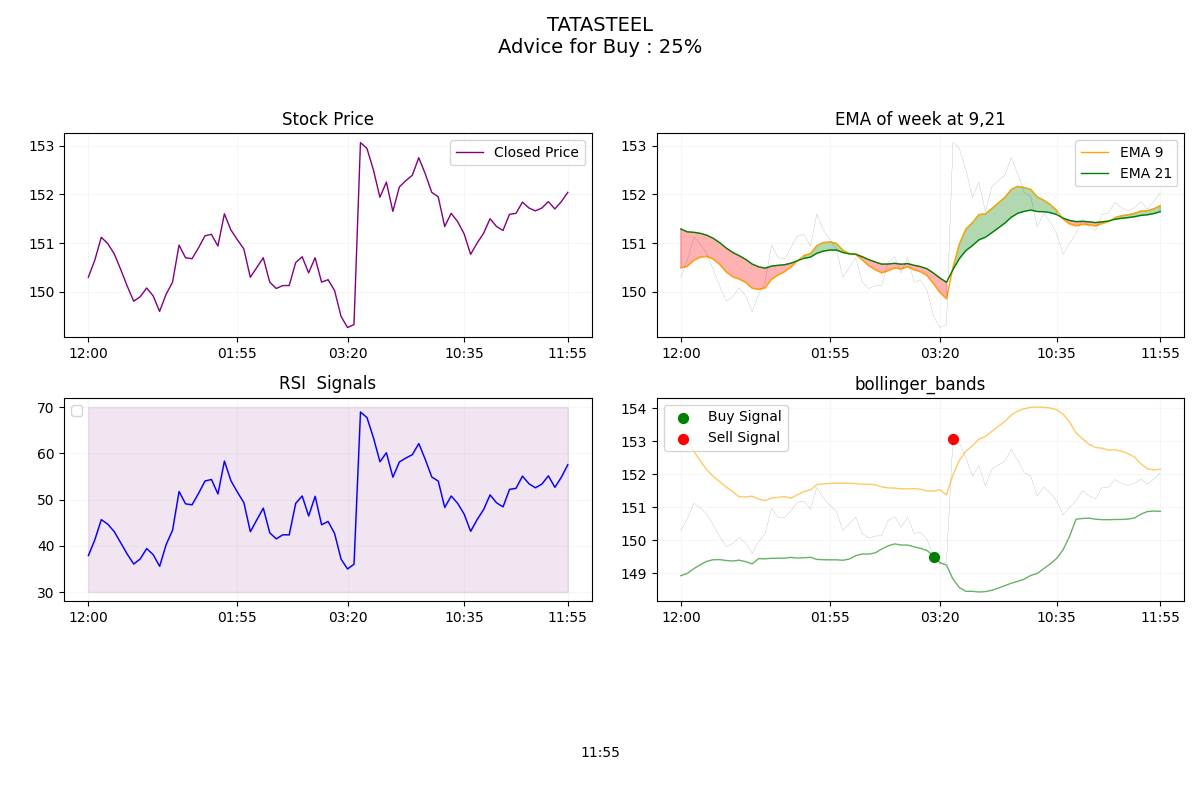 TATASTEEL
Advice for Buy : 25%
Stock Price
153
152
151
150
Closed Price
12:00 01:55 03:20 10:35 11:55
EMA of week at 9,21
153
152
151
150
EMA 9
EMA 21
12:00 01:55 03:20 10:35 11:55
RSI  Signals
70
60
50
40
30
12:00 01:55 03:20 10:35 11:55
bollinger_bands
154
153
152
151
150
149
Buy Signal
Sell Signal
12:00 01:55 03:20 10:35 11:55
11:55